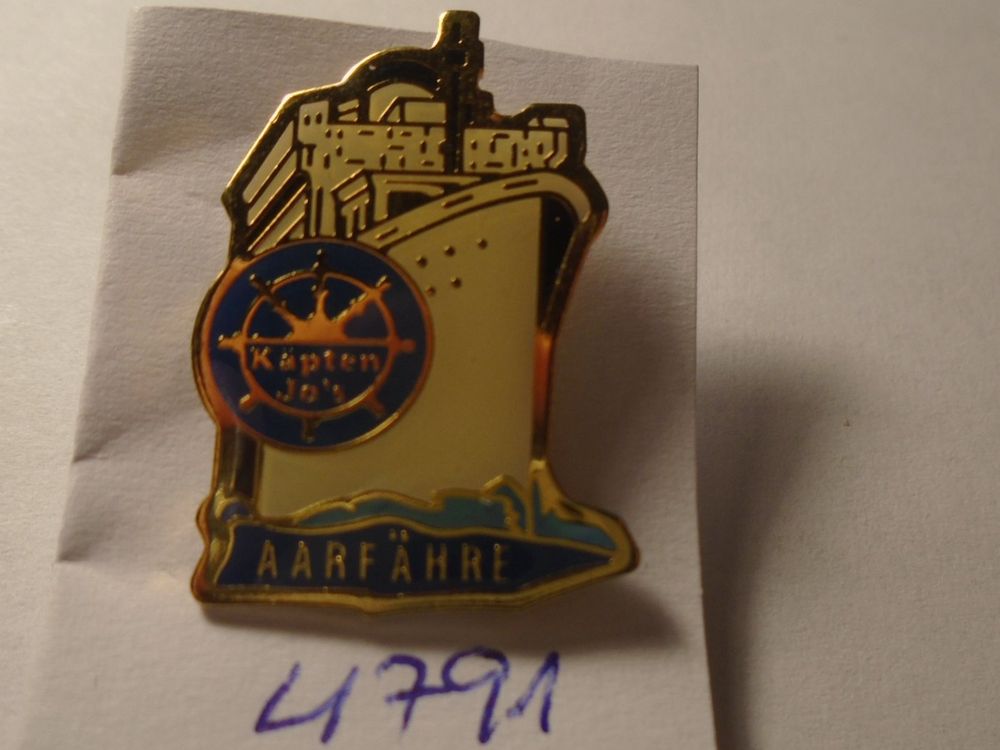 Käpten
Jo's
AARFÄHRE
4791